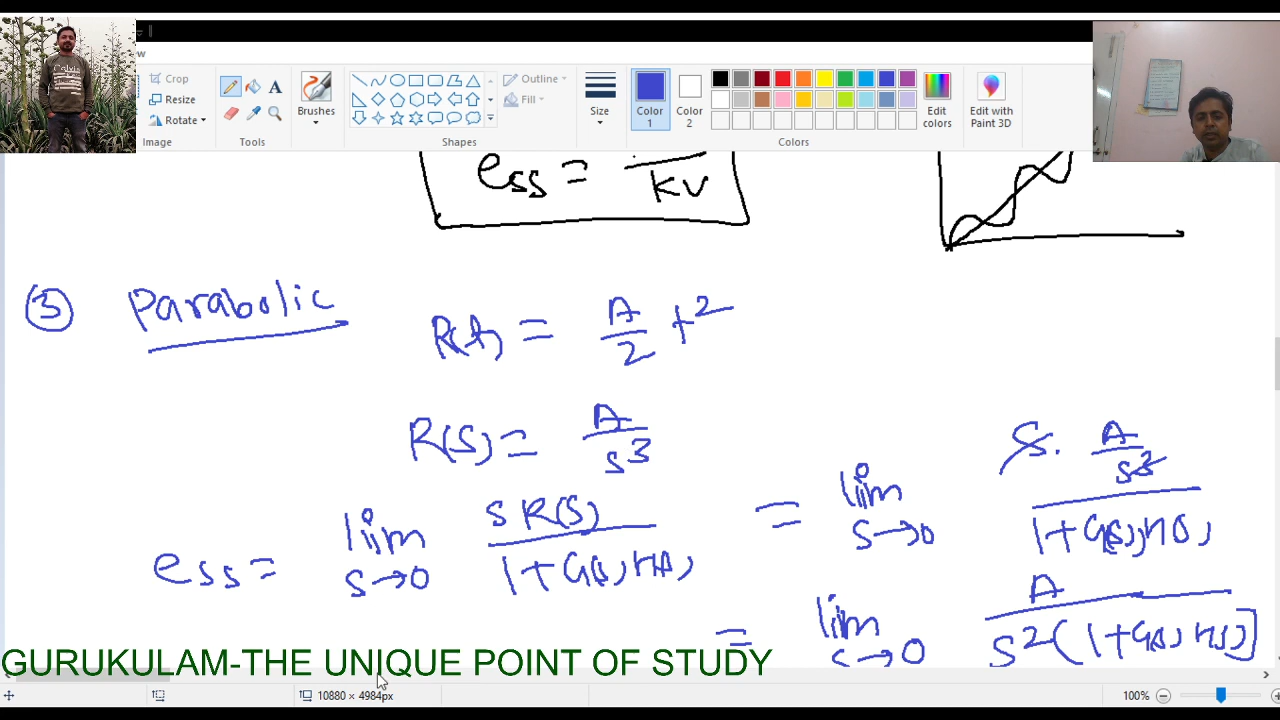 Crop
Resize
Rotate
Image
Tools
Brushes
Shapes
Outline
Fill
Size
Color 1
Color 2
Edit colors
Edit with Paint 3D
Colors
ess = / KV
③ Parabolic R(t) = A/2 t²
R(S) = A/s³
ess = lim s→0 SR(S) / 1+G(s)H(s) = lim s→0 S. A/s³ / 1+G(s)H(s)
= lim s→0 A / s²(1+G(s)H(s)]
GURUKULAM-THE UNIQUE POINT OF STUDY
10880 × 4984px
100%